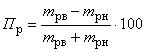 Пр = (mрв − mрн) / (mрв + mрн) · 100